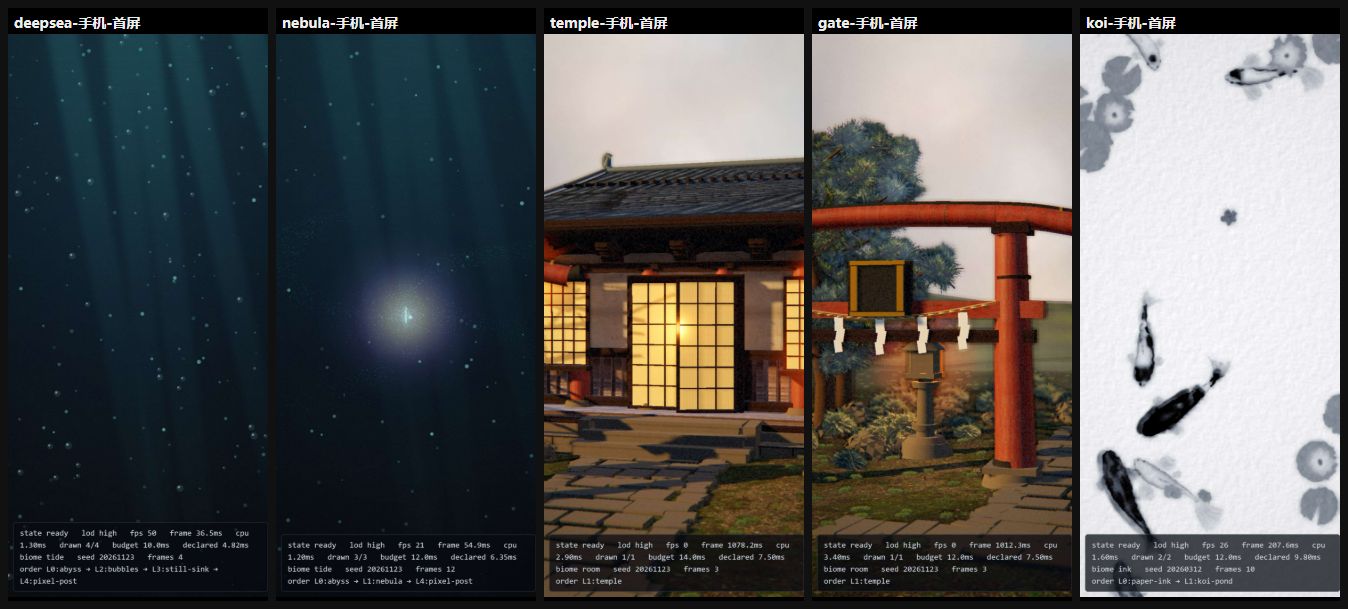 deepsea-手机-首屏
state ready lod high fps 50 frame 36.5ms cpu
1.30ms drawn 4/4 budget 10.0ms declared 4.82ms
biome tide seed 20261123 frames 4
order L0:abyss → L2:bubbles → L3:still-sink →
L4:pixel-post
nebula-手机-首屏
state ready lod high fps 21 frame 54.9ms cpu
1.20ms drawn 3/3 budget 12.0ms declared 6.35ms
biome tide seed 20261123 frames 12
order L0:abyss → L1:nebula → L4:pixel-post
temple-手机-首屏
state ready lod high fps 0 frame 1078.2ms cpu
2.90ms drawn 1/1 budget 14.0ms declared 7.50ms
biome room seed 20261123 frames 3
order L1:temple
gate-手机-首屏
state ready lod high fps 0 frame 1012.3ms cpu
3.40ms drawn 1/1 budget 12.0ms declared 7.50ms
biome room seed 20261123 frames 3
order L1:temple
koi-手机-首屏
state ready lod high fps 26 frame 207.6ms cpu
1.60ms drawn 2/2 budget 12.0ms declared 9.80ms
biome ink seed 20260312 frames 10
order L0:paper-ink → L1:koi-pond